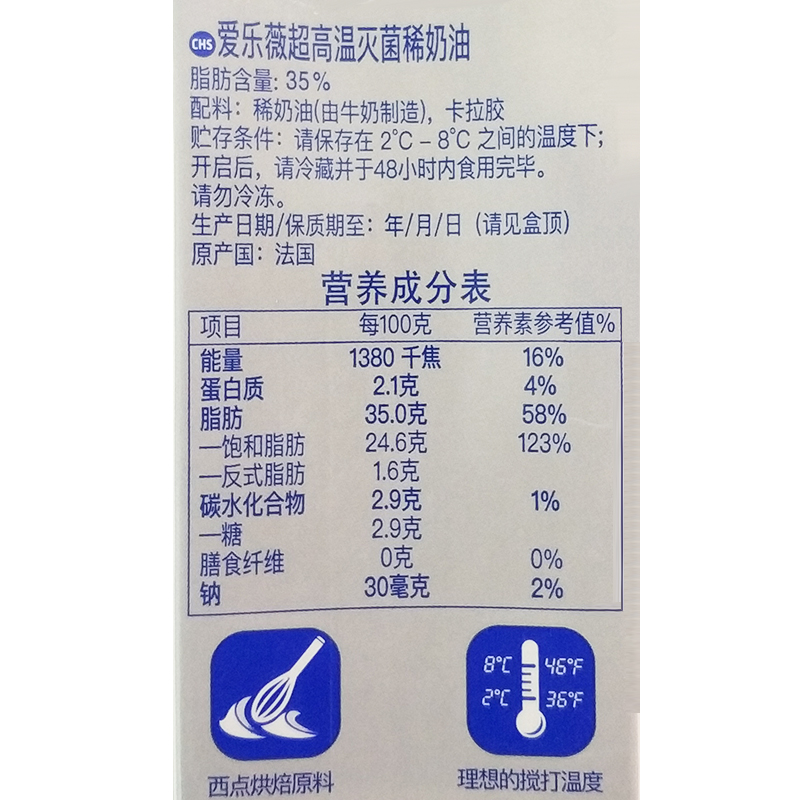 CHS 爱乐薇超高温灭菌稀奶油
脂肪含量: 35%
配料：稀奶油(由牛奶制造)，卡拉胶
贮存条件：请保存在 2℃ – 8℃ 之间的温度下；
开启后，请冷藏并于48小时内食用完毕。
请勿冷冻。
生产日期/保质期至：年/月/日（请见盒顶）
原产国：法国
营养成分表
项目 每100克 营养素参考值%
能量 1380 千焦 16%
蛋白质 2.1克 4%
脂肪 35.0克 58%
—饱和脂肪 24.6克 123%
—反式脂肪 1.6克
碳水化合物 2.9克 1%
—糖 2.9克
膳食纤维 0克 0%
钠 30毫克 2%
8℃ 46℉
2℃ 36℉
西点烘焙原料 理想的搅打温度